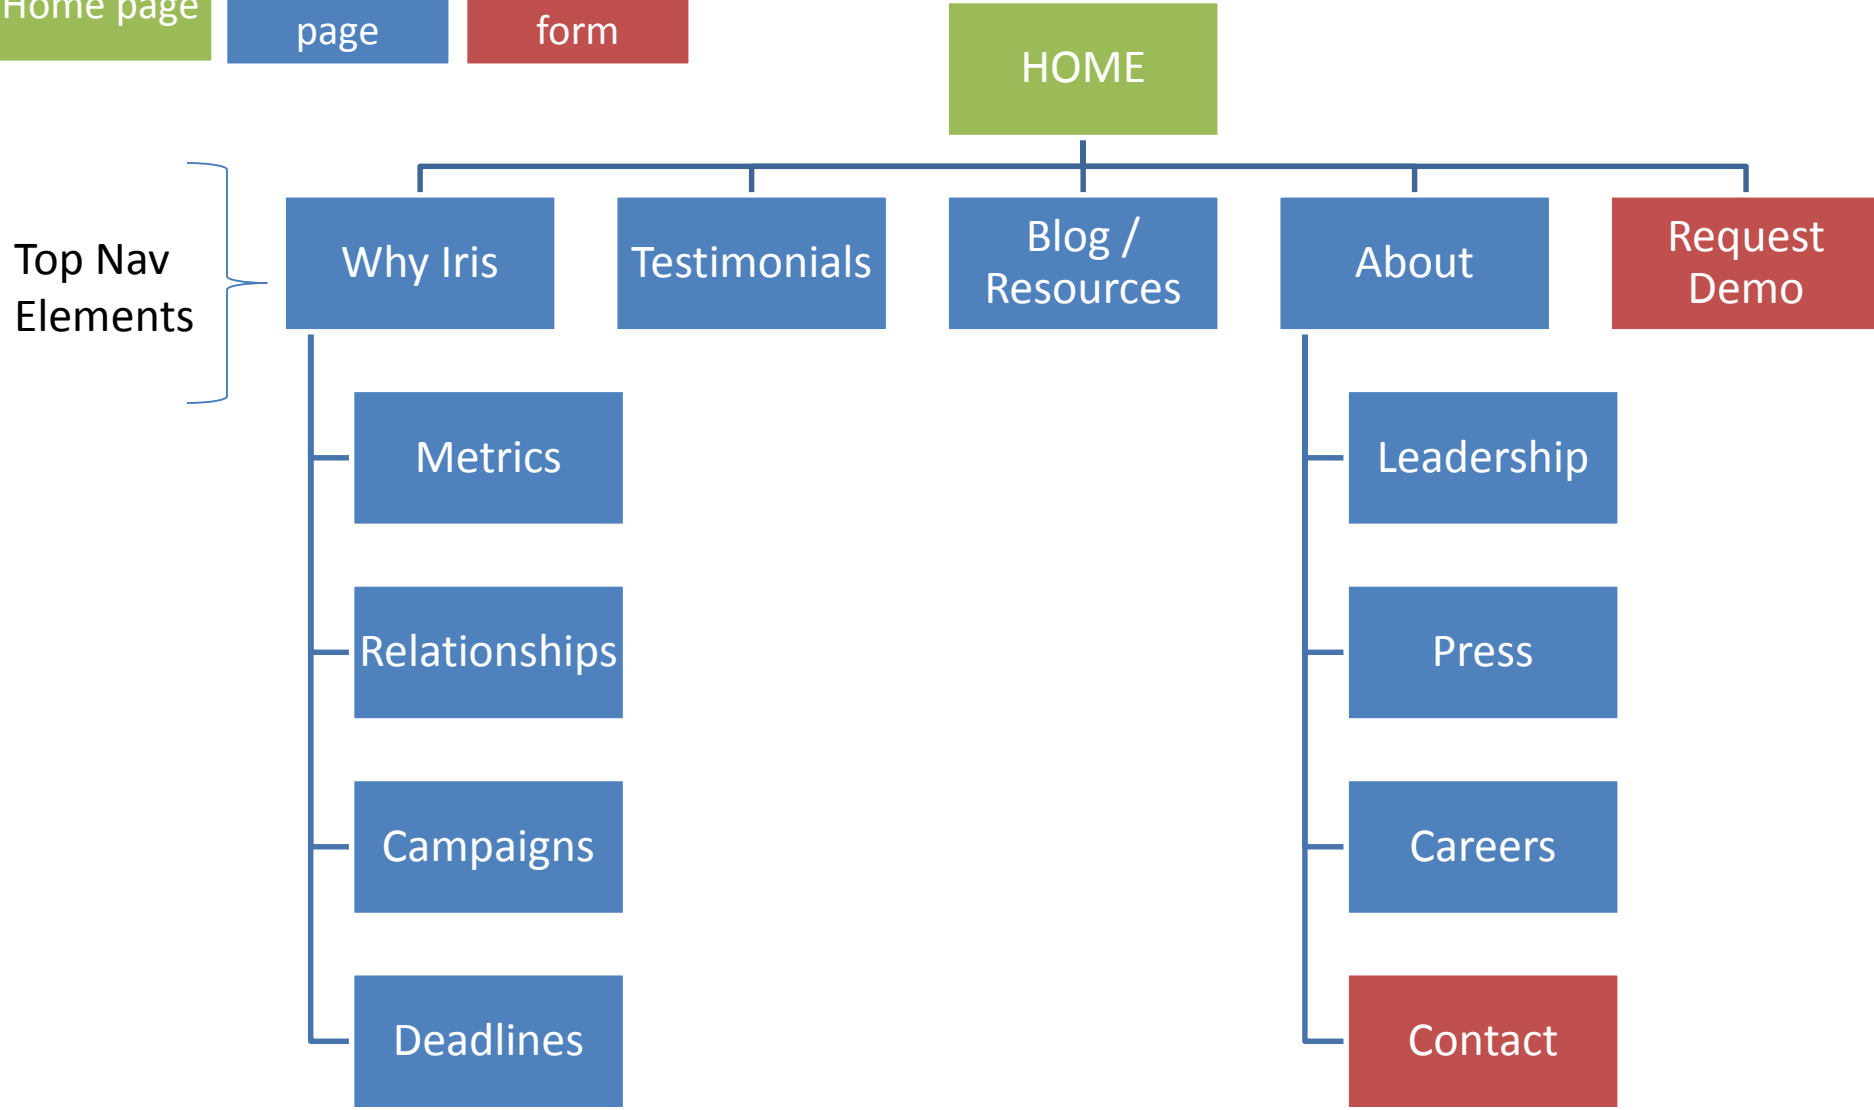 Home page
page
form
HOME
Top Nav
Elements
Why Iris
Testimonials
Blog /
Resources
About
Request
Demo
Metrics
Leadership
Relationships
Press
Campaigns
Careers
Deadlines
Contact